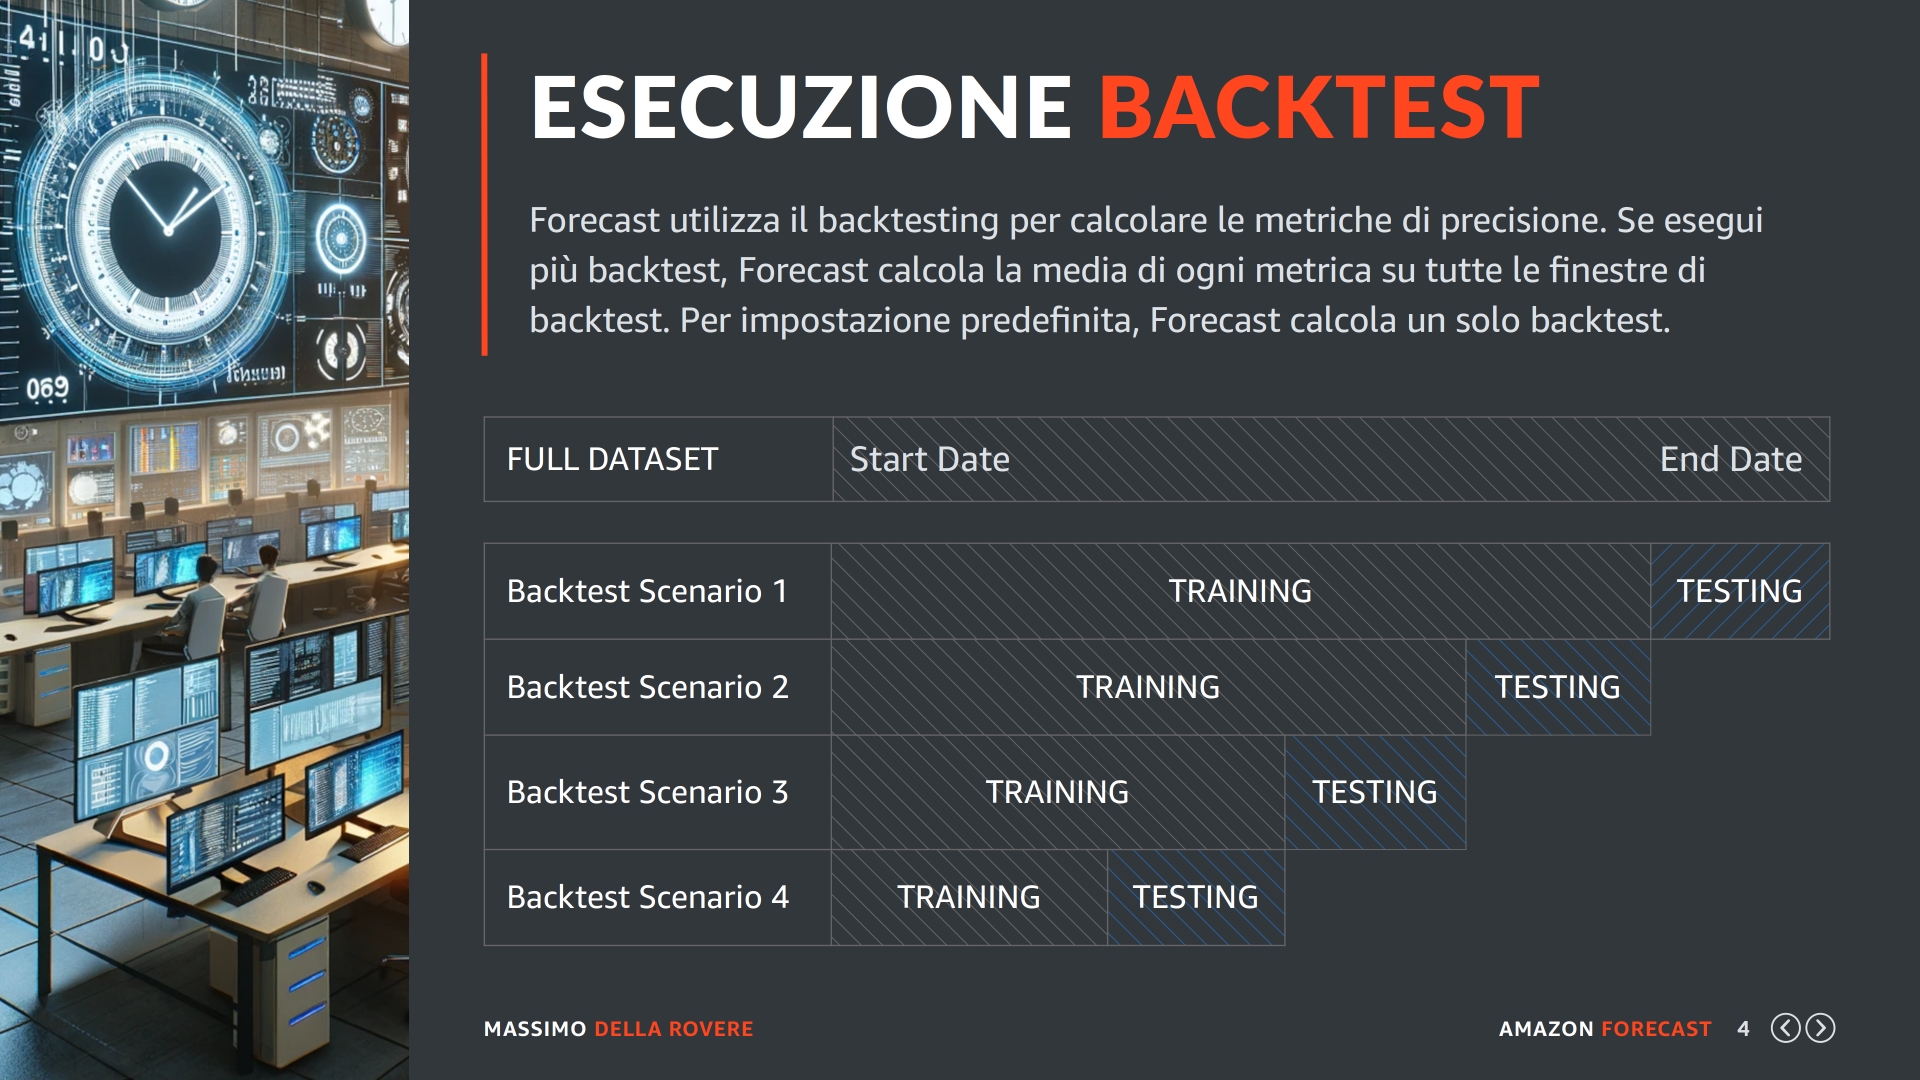 ESECUZIONE BACKTEST
Forecast utilizza il backtesting per calcolare le metriche di precisione. Se esegui
più backtest, Forecast calcola la media di ogni metrica su tutte le finestre di
backtest. Per impostazione predefinita, Forecast calcola un solo backtest.
FULL DATASET Start Date End Date
Backtest Scenario 1 TRAINING TESTING
Backtest Scenario 2 TRAINING TESTING
Backtest Scenario 3 TRAINING TESTING
Backtest Scenario 4 TRAINING TESTING
MASSIMO DELLA ROVERE AMAZON FORECAST 4
069